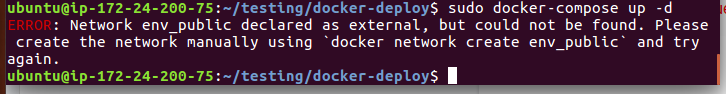 ubuntu@ip-172-24-200-75:~/testing/docker-deploy$ sudo docker-compose up -d
ERROR: Network env_public declared as external, but could not be found. Please
 create the network manually using `docker network create env_public` and try
again.
ubuntu@ip-172-24-200-75:~/testing/docker-deploy$